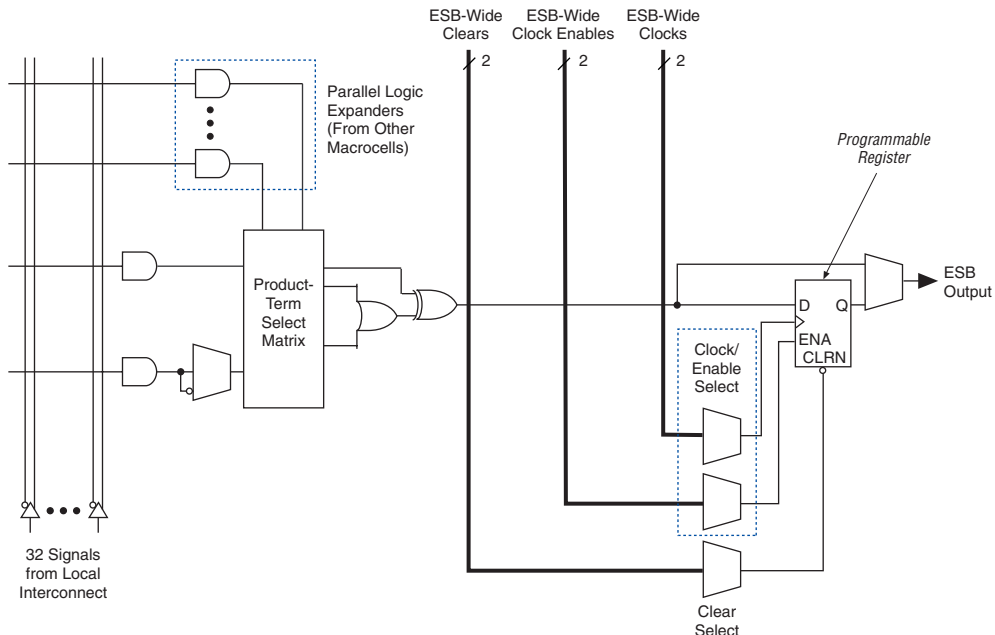 ESB-Wide
Clears
ESB-Wide
Clock Enables
ESB-Wide
Clocks
2
2
2
Parallel Logic
Expanders
(From Other
Macrocells)
Programmable
Register
Product-
Term
Select
Matrix
ESB
Output
D
Q
ENA
CLRN
Clock/
Enable
Select
32 Signals
from Local
Interconnect
Clear
Select